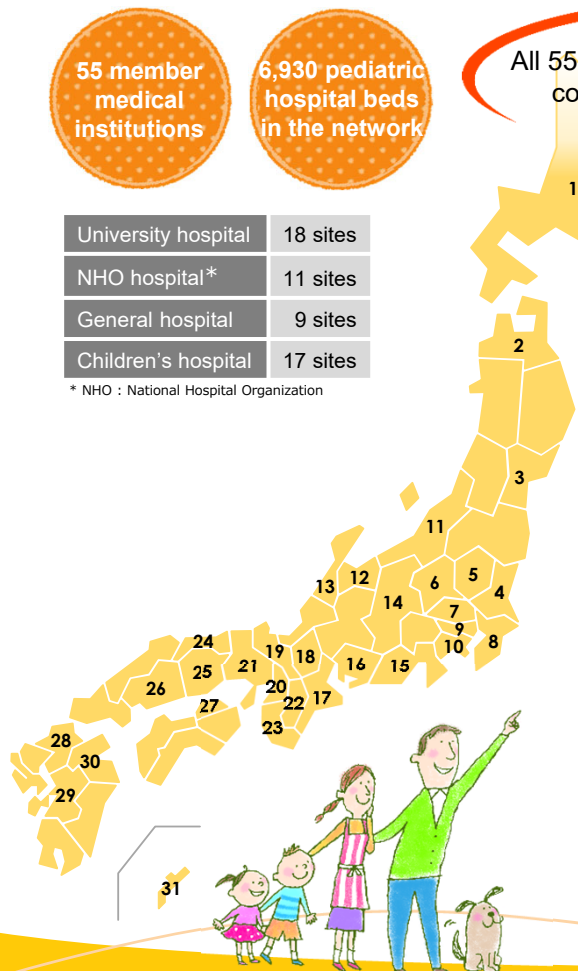 55 member
medical
institutions
6,930 pediatric
hospital beds
in the network
All 55
co
University hospital 18 sites
NHO hospital* 11 sites
General hospital 9 sites
Children's hospital 17 sites
* NHO : National Hospital Organization
1
2
3
11
5
6
4
12
13
14
7
9
8
10
24
19
18
21
16
15
25
20
26
17
22
27
23
28
30
29
31